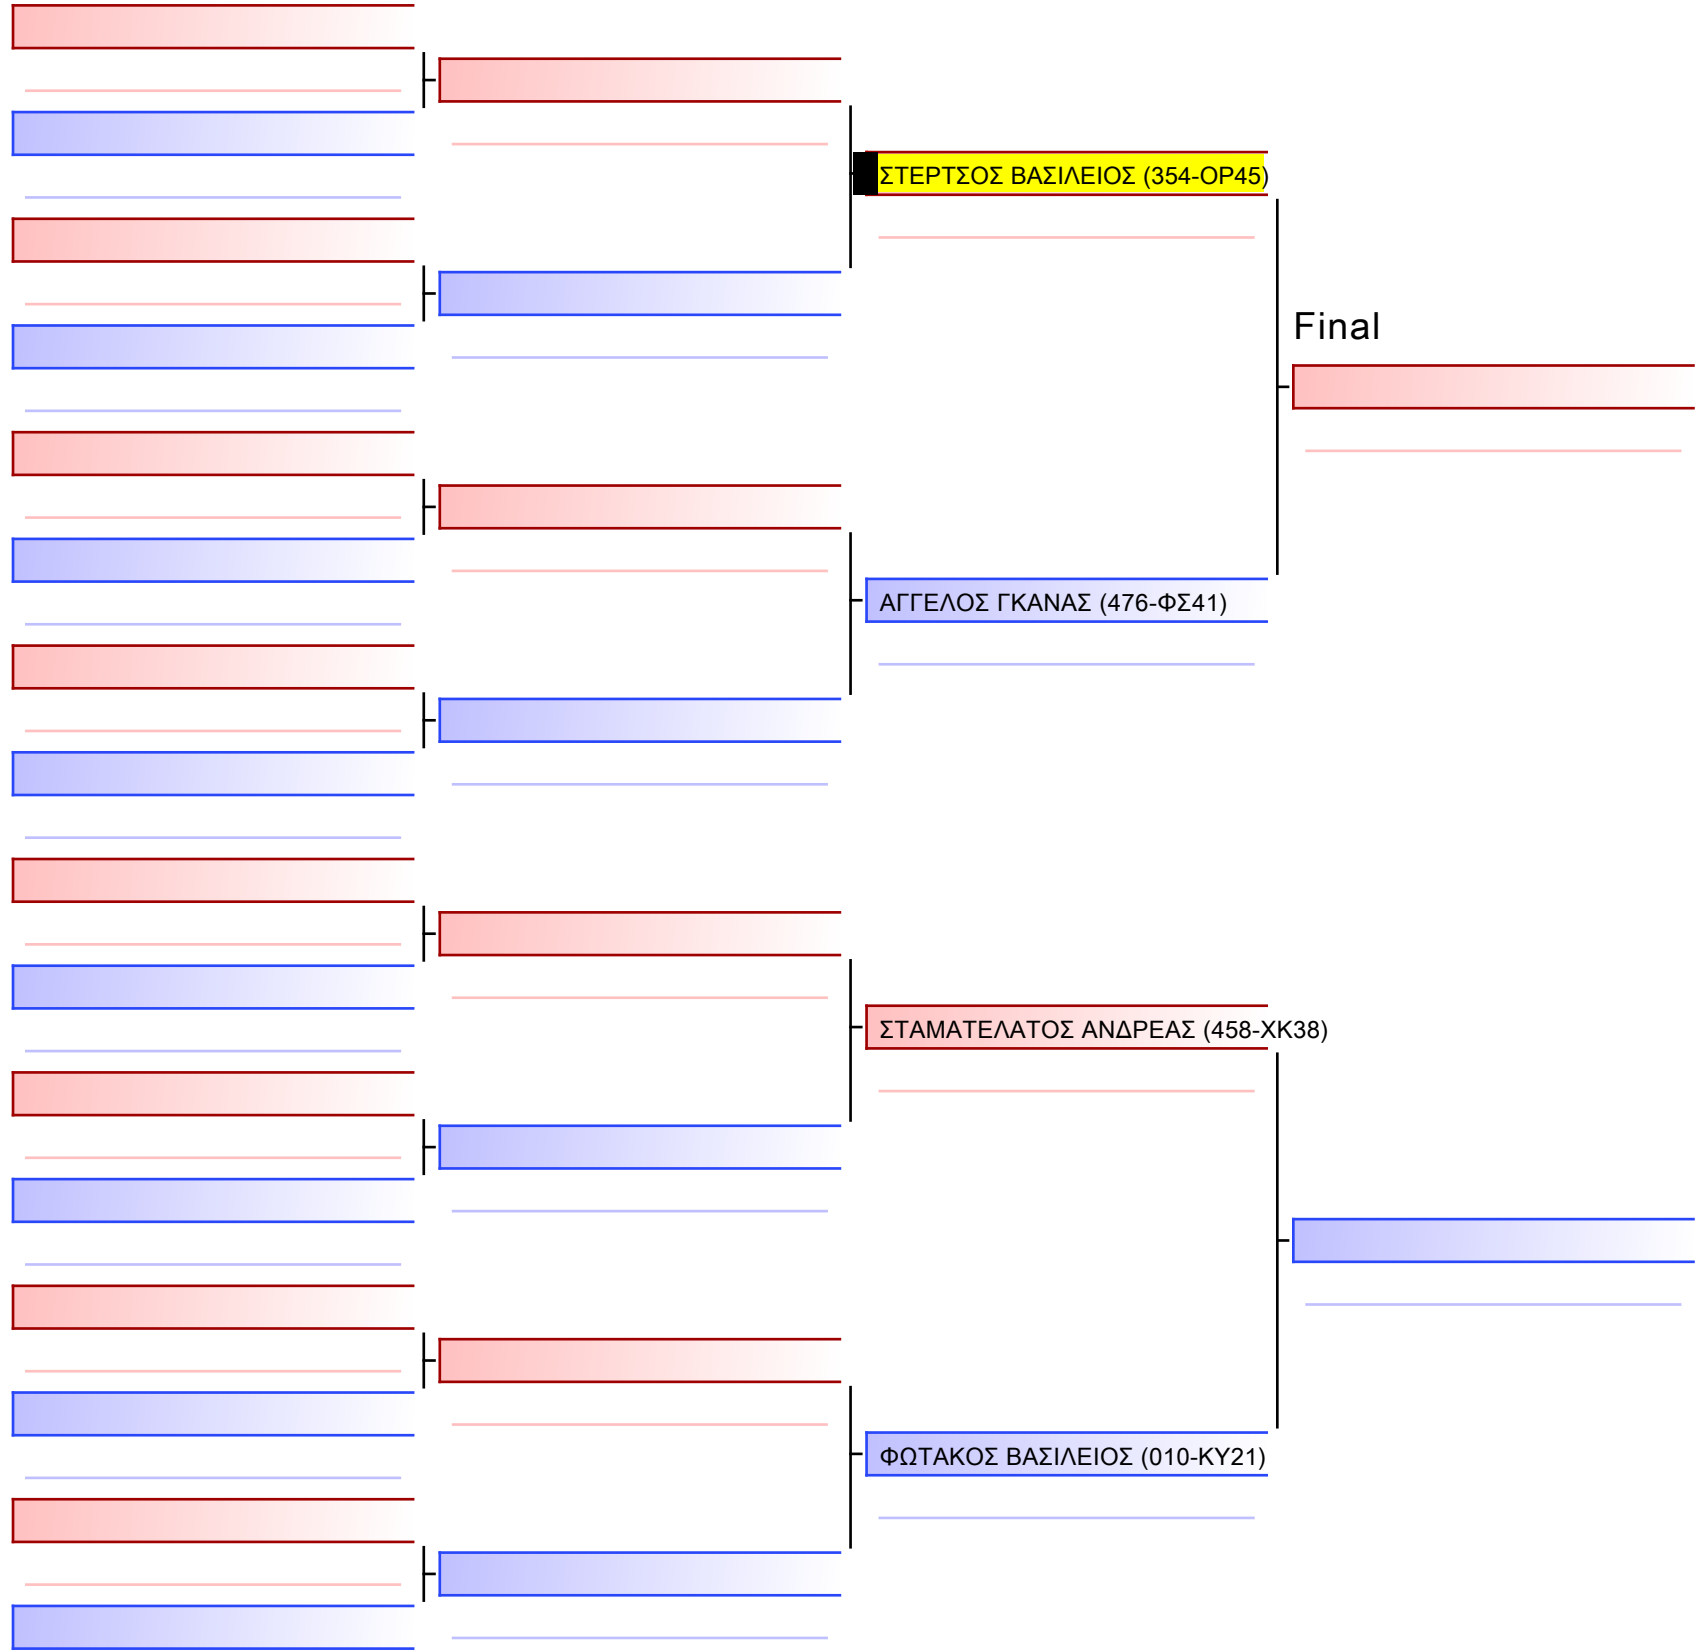 ΣΤΕΡΤΣΟΣ ΒΑΣΙΛΕΙΟΣ (354-ΟΡ45)
Final
ΑΓΓΕΛΟΣ ΓΚΑΝΑΣ (476-ΦΣ41)
ΣΤΑΜΑΤΕΛΑΤΟΣ ΑΝΔΡΕΑΣ (458-ΧΚ38)
ΦΩΤΑΚΟΣ ΒΑΣΙΛΕΙΟΣ (010-ΚΥ21)